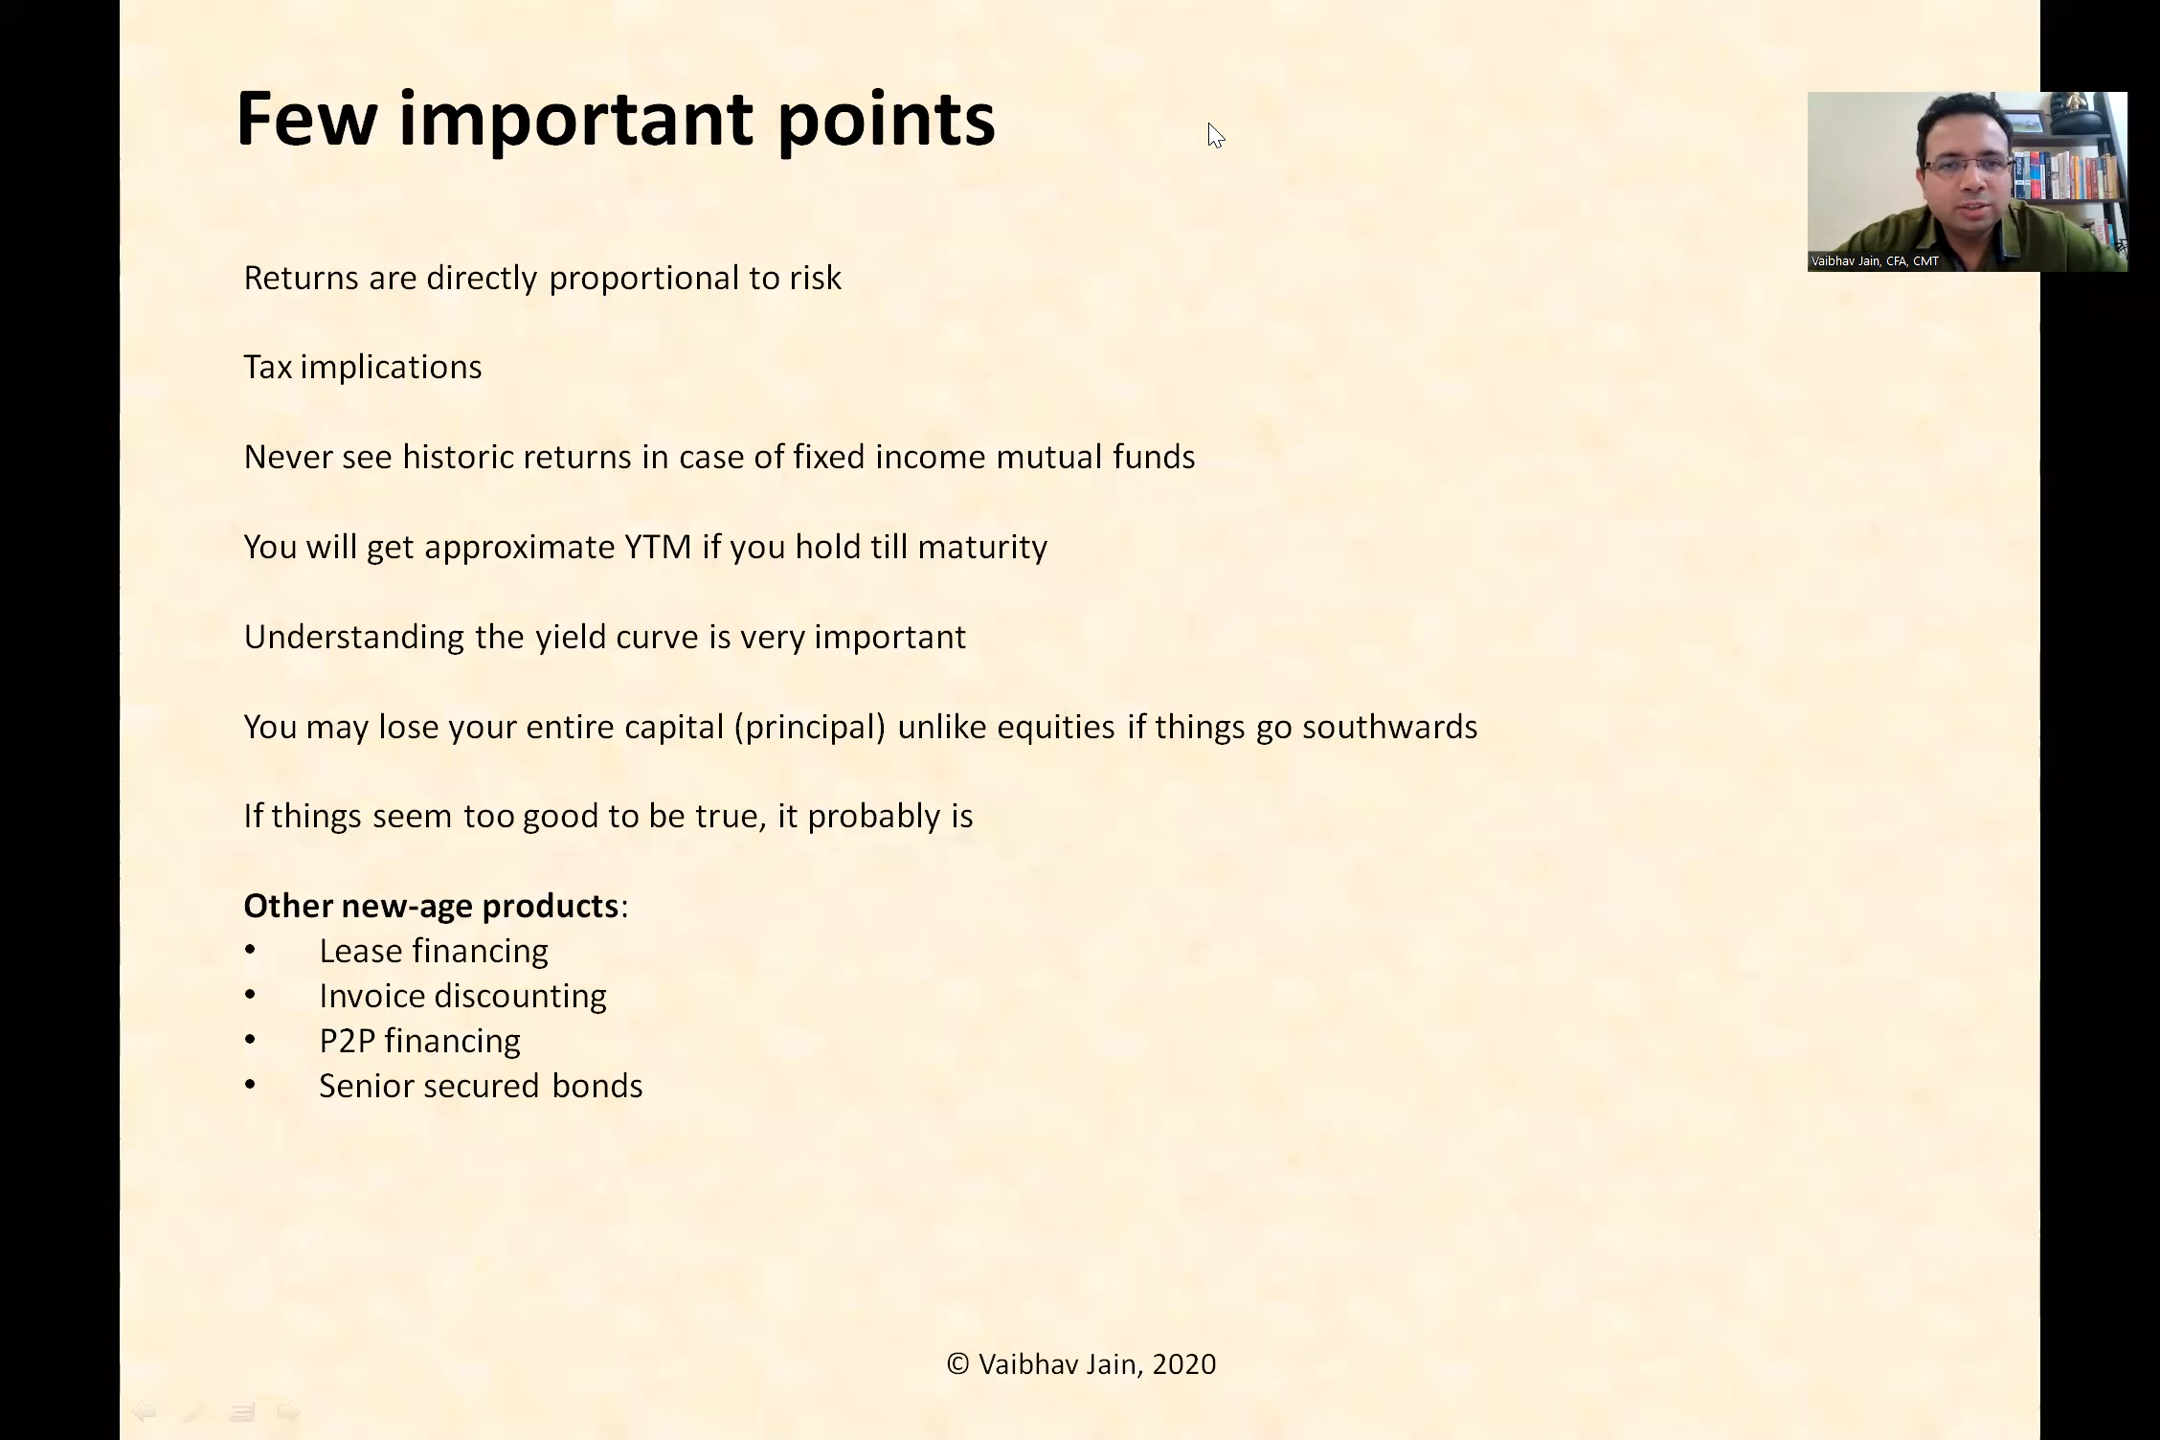 Few important points
Vaibhav Jain, CFA, CMT
Returns are directly proportional to risk
Tax implications
Never see historic returns in case of fixed income mutual funds
You will get approximate YTM if you hold till maturity
Understanding the yield curve is very important
You may lose your entire capital (principal) unlike equities if things go southwards
If things seem too good to be true, it probably is
Other new-age products:
• Lease financing
• Invoice discounting
• P2P financing
• Senior secured bonds
© Vaibhav Jain, 2020